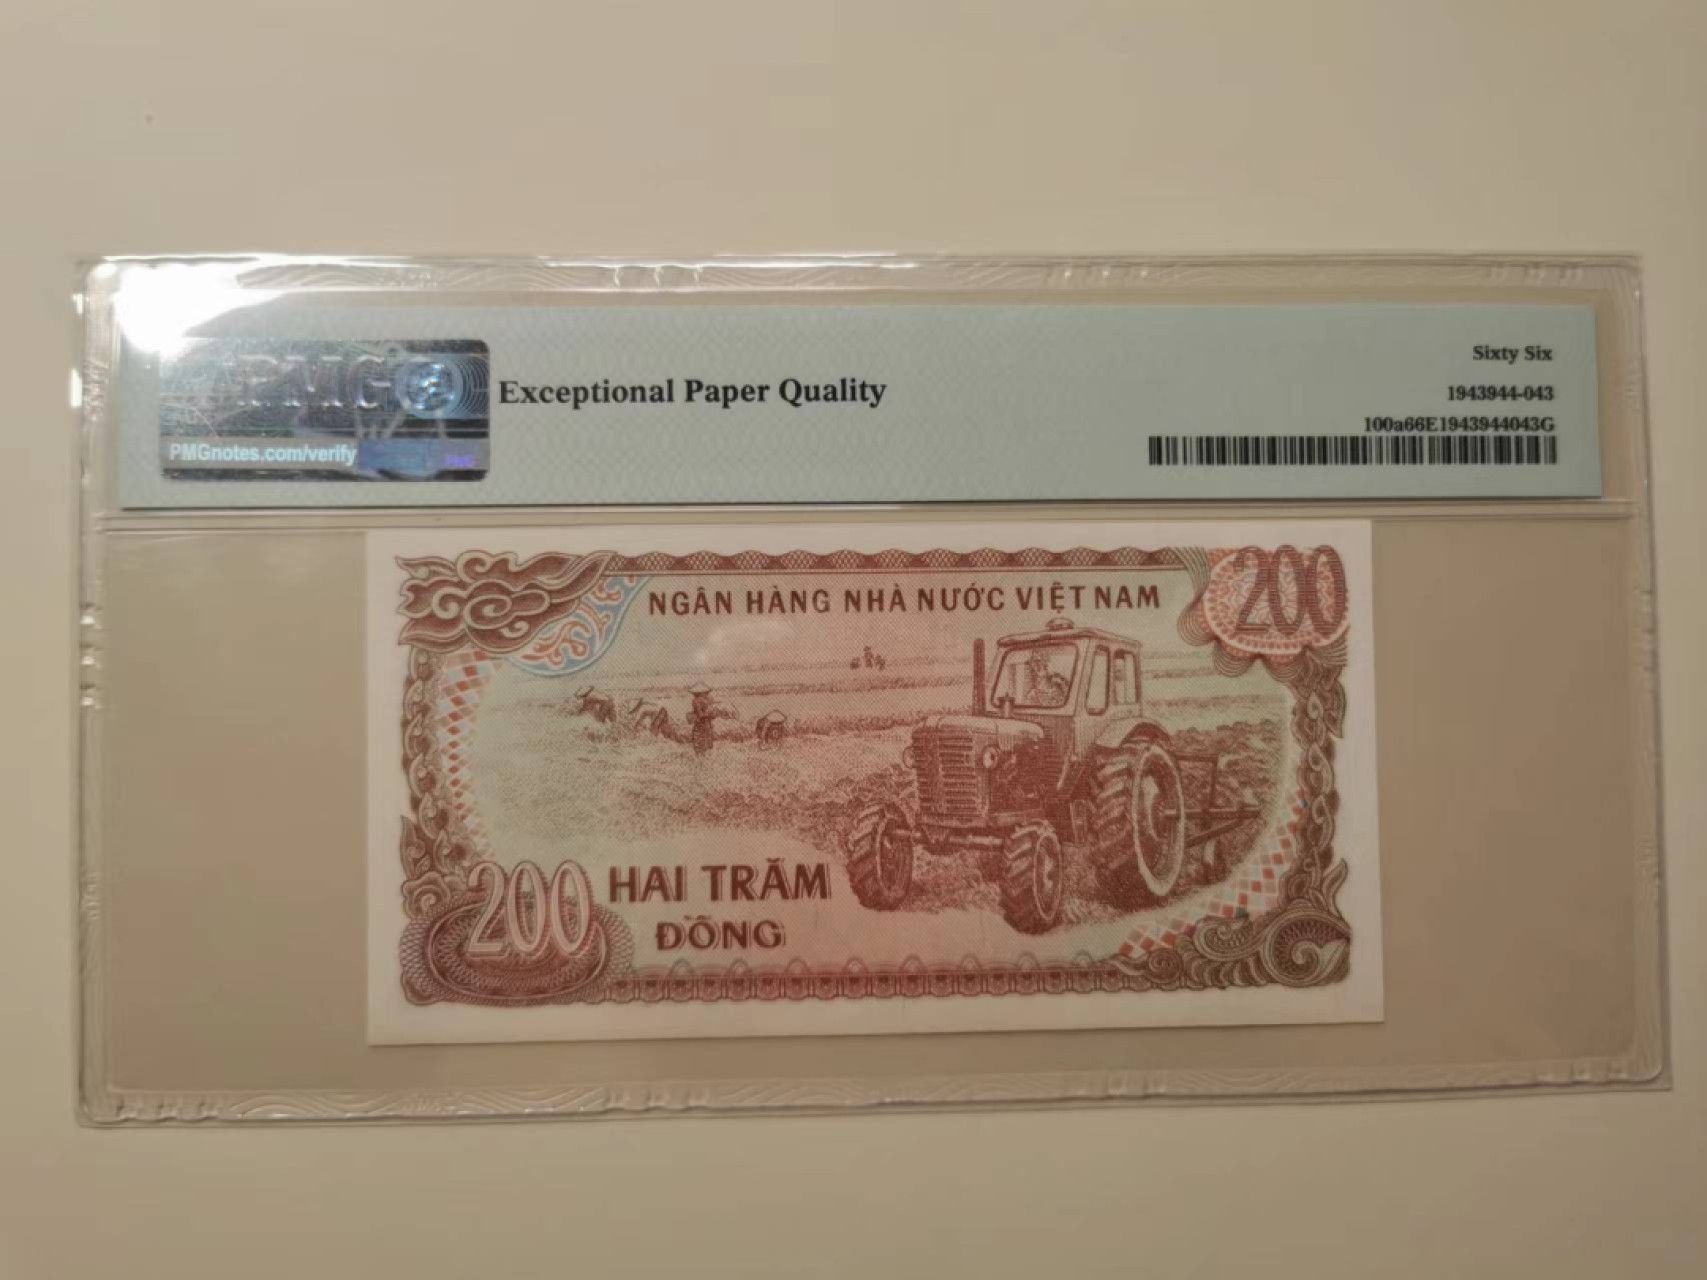 Sixty Six
PMG
Exceptional Paper Quality
1943944-043
100a66E1943944043G
PMGnotes.com/verify
200
NGÂN HÀNG NHÀ NƯỚC VIỆT NAM
200 HAI TRĂM
ĐỒNG